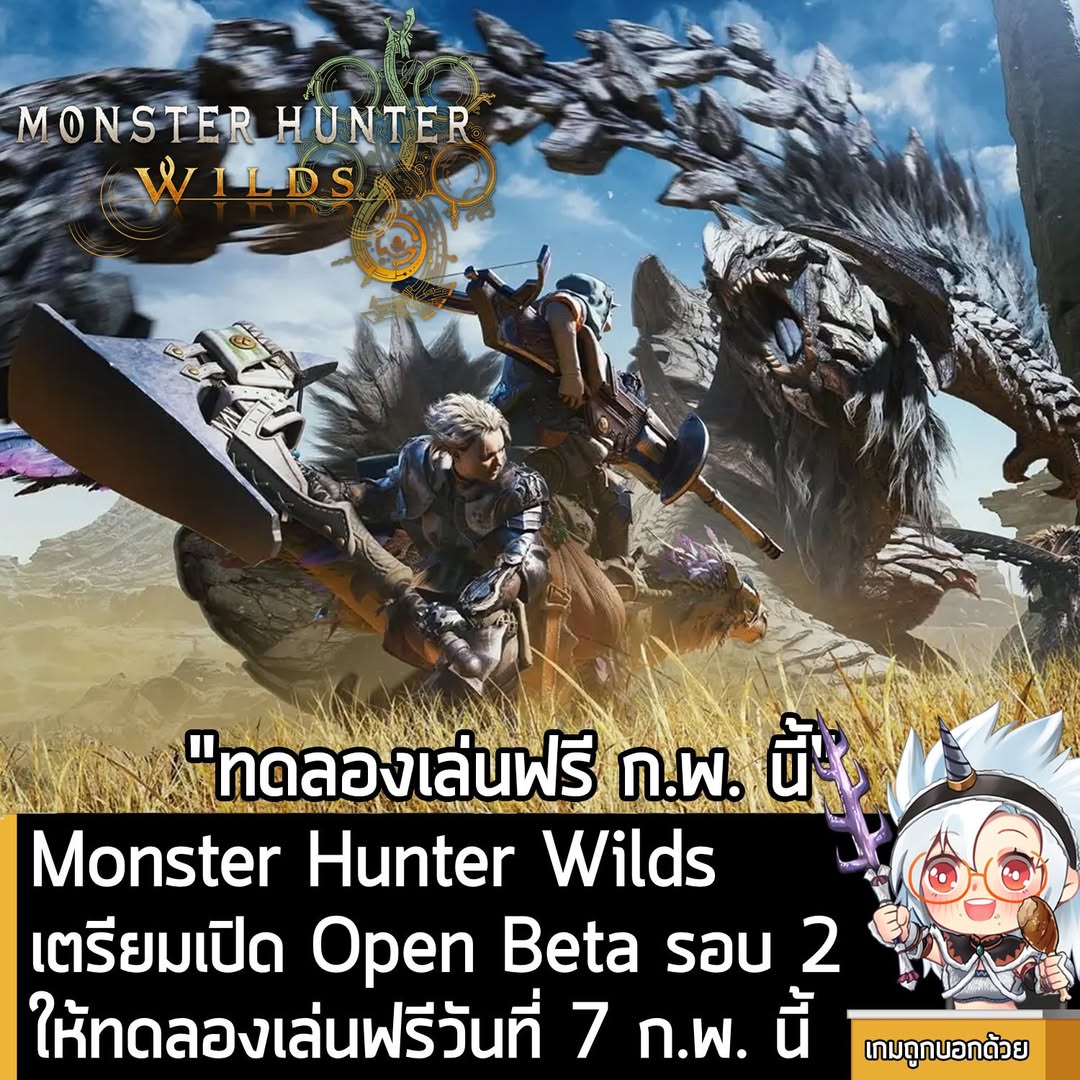 MONSTER HUNTER
WILDS
"ทดลองเล่นฟรี ก.พ. นี้"
Monster Hunter Wilds
เตรียมเปิด Open Beta รอบ 2
ให้ทดลองเล่นฟรีวันที่ 7 ก.พ. นี้
เกมถูกบอกด้วย